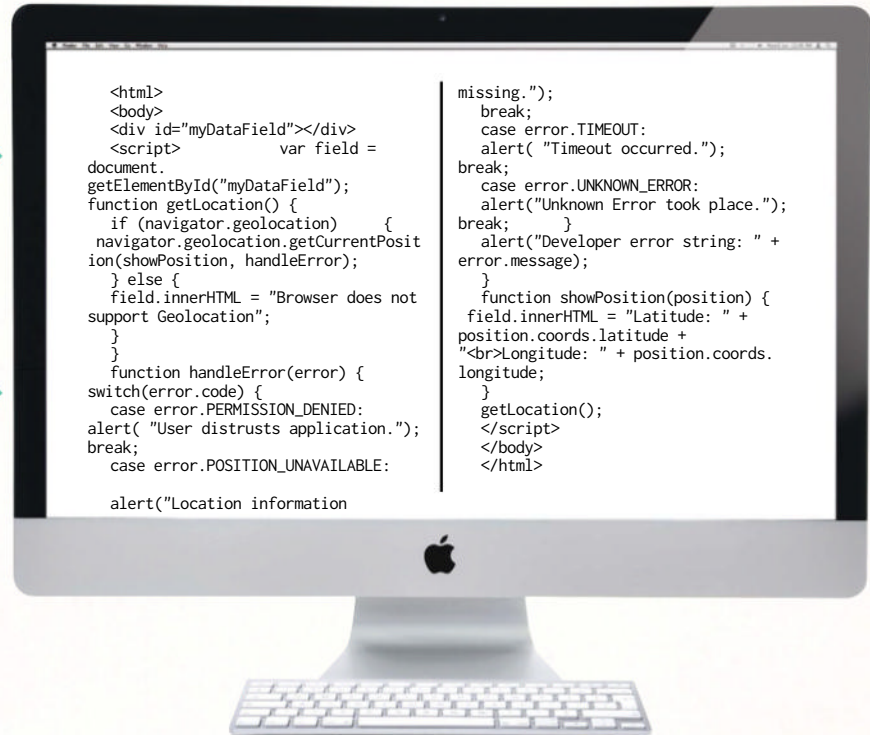 <html>
<body>
<div id="myDataField"></div>
<script> var field =
document.
getElementById("myDataField");
function getLocation() {
if (navigator.geolocation) {
navigator.geolocation.getCurrentPosit
ion(showPosition, handleError);
} else {
field.innerHTML = "Browser does not
support Geolocation";
}
}
function handleError(error) {
switch(error.code) {
case error.PERMISSION_DENIED:
alert( "User distrusts application.");
break;
case error.POSITION_UNAVAILABLE:
alert("Location information
missing.");
break;
case error.TIMEOUT:
alert( "Timeout occurred.");
break;
case error.UNKNOWN_ERROR:
alert("Unknown Error took place.");
break; }
alert("Developer error string: " +
error.message);
}
function showPosition(position) {
field.innerHTML = "Latitude: " +
position.coords.latitude +
"<br>Longitude: " + position.coords.
longitude;
}
getLocation();
</script>
</body>
</html>